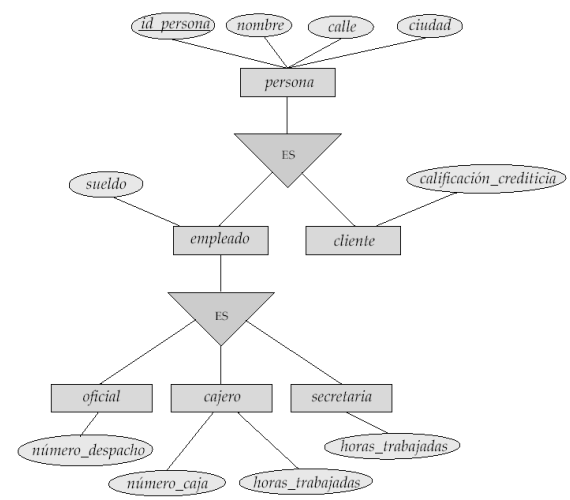 id_persona
nombre
calle
ciudad
persona
ES
sueldo
calificación_crediticia
empleado
cliente
ES
oficial
cajero
secretaria
número_despacho
horas_trabajadas
número_caja
horas_trabajadas